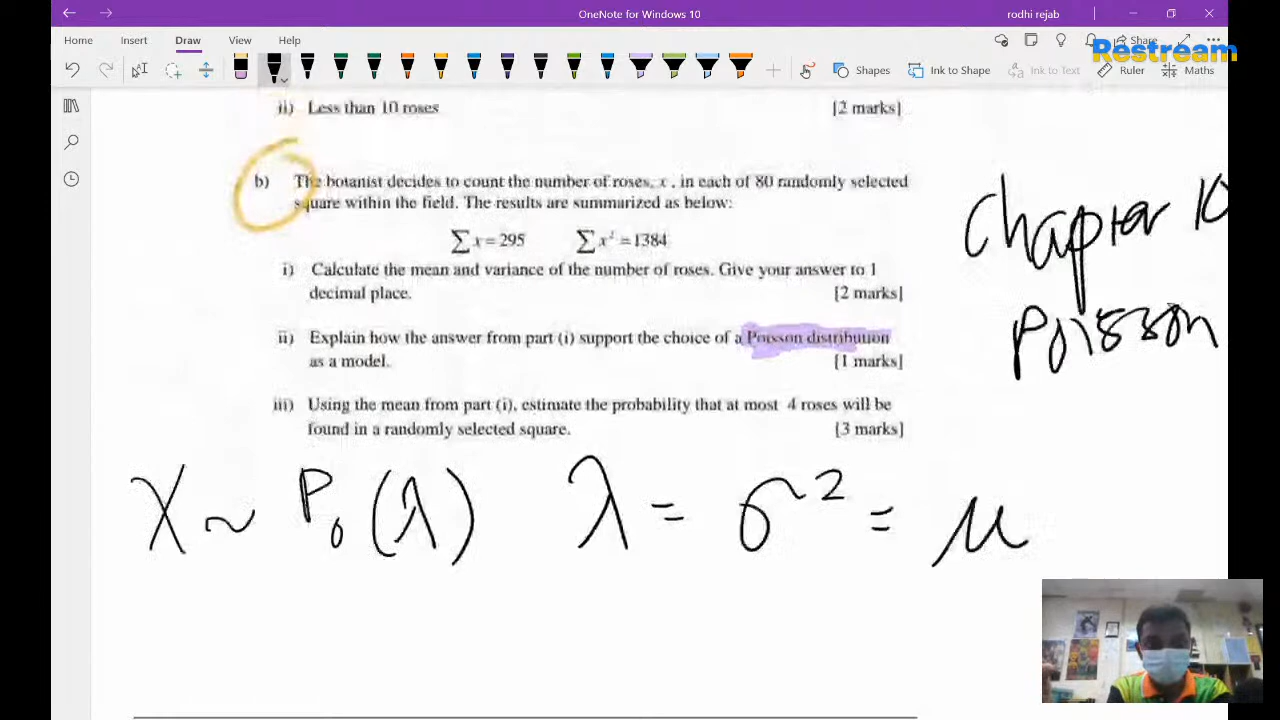 OneNote for Windows 10
rodhi rejab
Home
Insert
Draw
View
Help
Share
Restream
Shapes
Ink to Shape
Ink to Text
Ruler
Maths
ii) Less than 10 roses [2 marks]
b) The botanist decides to count the number of roses, x, in each of 80 randomly selected
square within the field. The results are summarized as below:
∑x = 295 ∑x² = 1384
i) Calculate the mean and variance of the number of roses. Give your answer to 1
decimal place. [2 marks]
ii) Explain how the answer from part (i) support the choice of a Poisson distribution
as a model. [1 marks]
iii) Using the mean from part (i), estimate the probability that at most 4 roses will be
found in a randomly selected square. [3 marks]
Chapter 10
Poisson
X ~ Po(λ) λ = σ² = μ